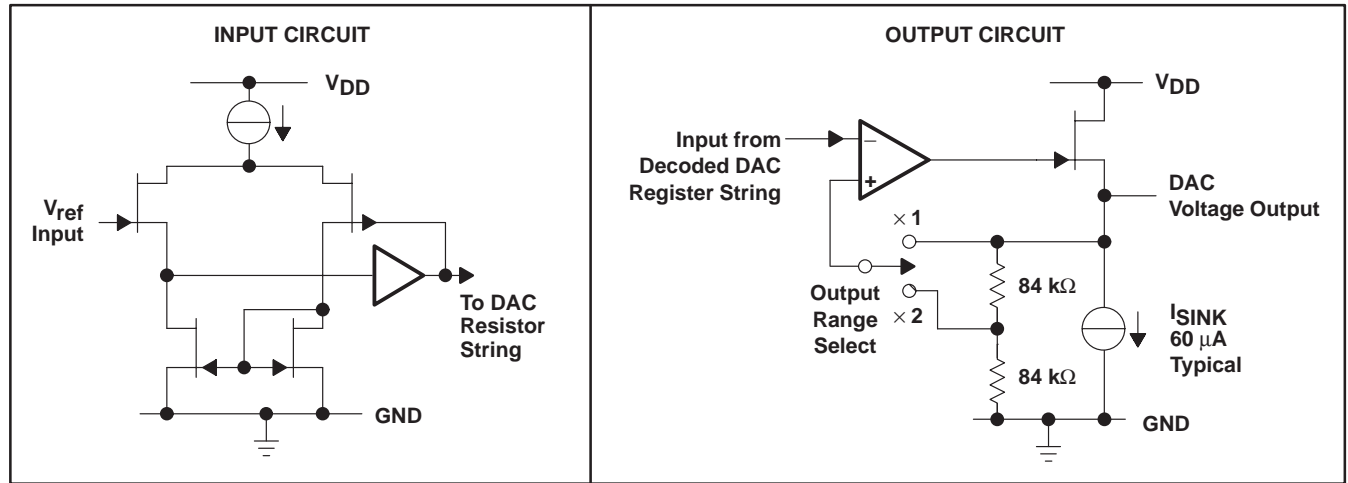 INPUT CIRCUIT
VDD
Vref
Input
To DAC
Resistor
String
GND
OUTPUT CIRCUIT
VDD
Input from
Decoded DAC
Register String
−
+
DAC
Voltage Output
× 1
84 kΩ
Output
Range
Select
× 2
ISINK
60 μA
Typical
84 kΩ
GND